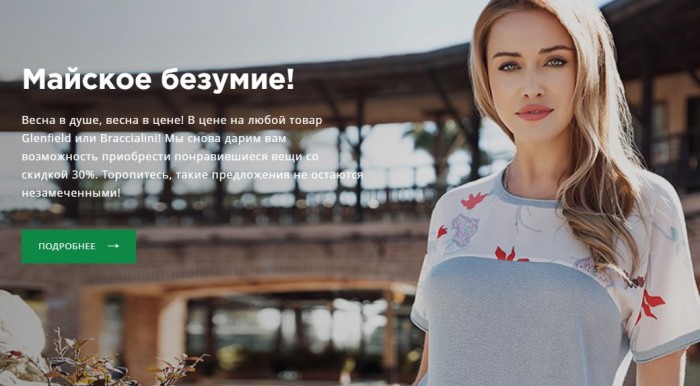 Майское безумие!
Весна в душе, весна в цене! В цене на любой товар
Glenfield или Braccialini! Мы снова дарим вам
возможность приобрести понравившиеся вещи со
скидкой 30%. Торопитесь, такие предложения не остаются
незамеченными!
ПОДРОБНЕЕ →